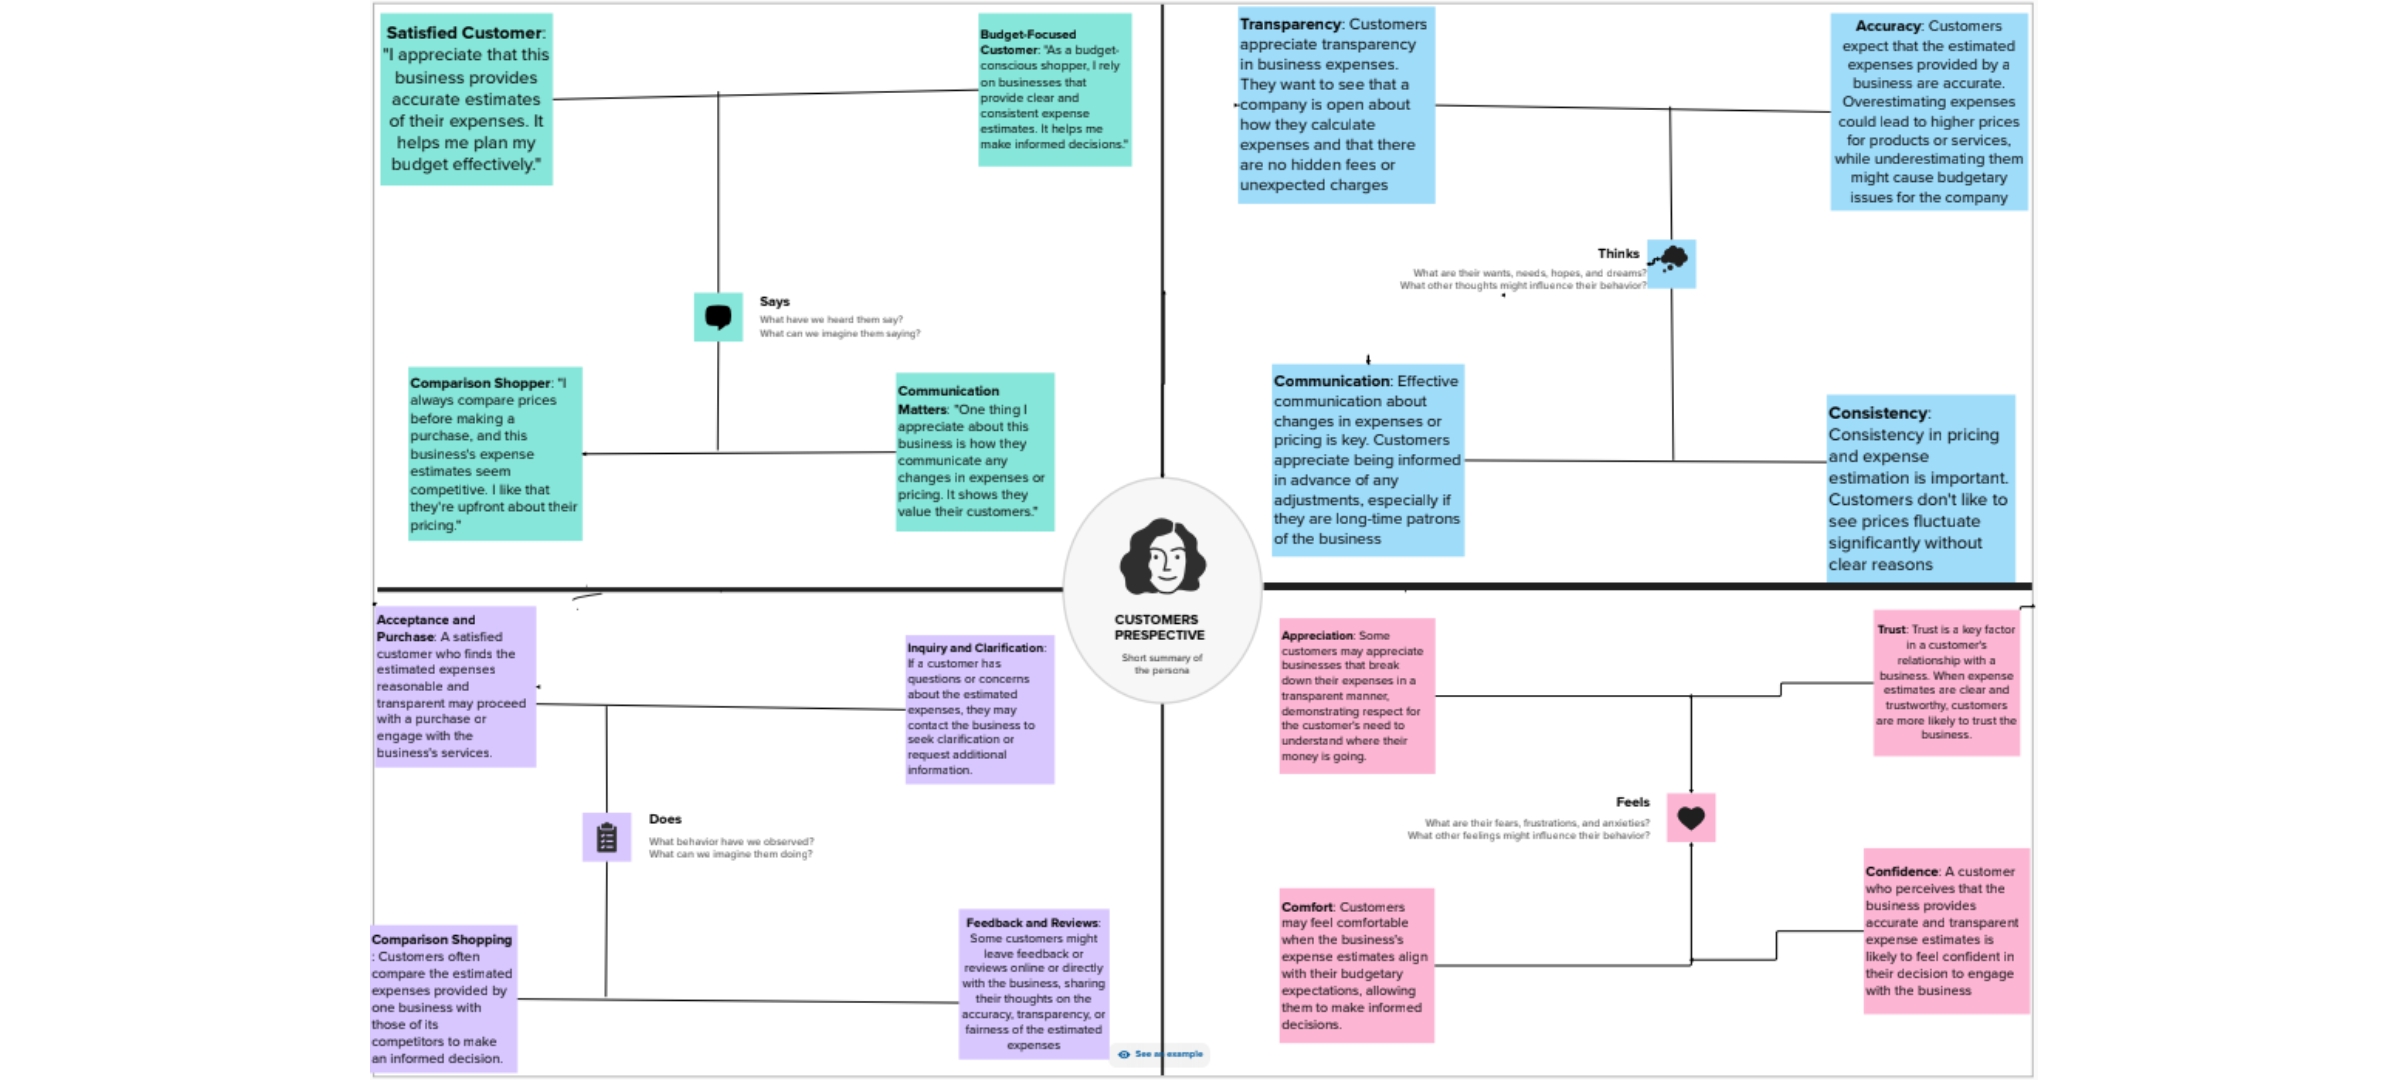 Satisfied Customer:
"I appreciate that this
business provides
accurate estimates
of their expenses. It
helps me plan my
budget effectively."
Budget-Focused
Customer: "As a budget-
conscious shopper, I rely
on businesses that
provide clear and
consistent expense
estimates. It helps me
make informed decisions."
Says
What have we heard them say?
What can we imagine them saying?
Comparison Shopper: "I
always compare prices
before making a
purchase, and this
business's expense
estimates seem
competitive. I like that
they're upfront about their
pricing."
Communication
Matters: "One thing I
appreciate about this
business is how they
communicate any
changes in expenses or
pricing. It shows they
value their customers."
Transparency: Customers
appreciate transparency
in business expenses.
They want to see that a
company is open about
how they calculate
expenses and that there
are no hidden fees or
unexpected charges
Accuracy: Customers
expect that the estimated
expenses provided by a
business are accurate.
Overestimating expenses
could lead to higher prices
for products or services,
while underestimating them
might cause budgetary
issues for the company
Thinks
What are their wants, needs, hopes, and dreams?
What other thoughts might influence their behavior?
Communication: Effective
communication about
changes in expenses or
pricing is key. Customers
appreciate being informed
in advance of any
adjustments, especially if
they are long-time patrons
of the business
Consistency:
Consistency in pricing
and expense
estimation is important.
Customers don't like to
see prices fluctuate
significantly without
clear reasons
CUSTOMERS
PRESPECTIVE
Short summary of
the persona
Acceptance and
Purchase: A satisfied
customer who finds the
estimated expenses
reasonable and
transparent may proceed
with a purchase or
engage with the
business's services.
Inquiry and Clarification:
If a customer has
questions or concerns
about the estimated
expenses, they may
contact the business to
seek clarification or
request additional
information.
Does
What behavior have we observed?
What can we imagine them doing?
Comparison Shopping
: Customers often
compare the estimated
expenses provided by
one business with
those of its
competitors to make
an informed decision.
Feedback and Reviews:
Some customers might
leave feedback or
reviews online or directly
with the business, sharing
their thoughts on the
accuracy, transparency, or
fairness of the estimated
expenses
See an example
Appreciation: Some
customers may appreciate
businesses that break
down their expenses in a
transparent manner,
demonstrating respect for
the customer's need to
understand where their
money is going.
Trust: Trust is a key factor
in a customer's
relationship with a
business. When expense
estimates are clear and
trustworthy, customers
are more likely to trust the
business.
Feels
What are their fears, frustrations, and anxieties?
What other feelings might influence their behavior?
Comfort: Customers
may feel comfortable
when the business's
expense estimates align
with their budgetary
expectations, allowing
them to make informed
decisions.
Confidence: A customer
who perceives that the
business provides
accurate and transparent
expense estimates is
likely to feel confident in
their decision to engage
with the business